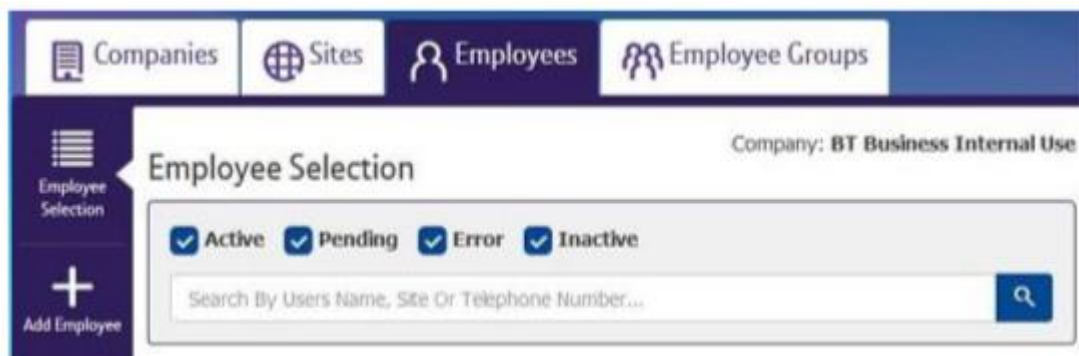 Companies
Sites
Employees
Employee Groups
Employee
Selection
Add Employee
Company: BT Business Internal Use
Employee Selection
Active
Pending
Error
Inactive
Search By Users Name, Site Or Telephone Number...